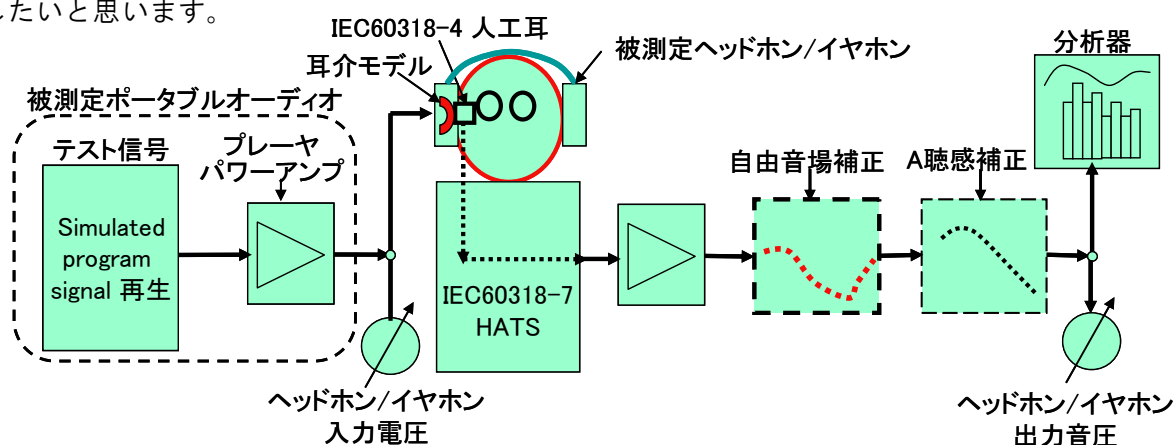 したいと思います。
IEC60318-4 人工耳
耳介モデル
被測定ヘッドホン/イヤホン
分析器
被測定ポータブルオーディオ
テスト信号
プレーヤ
パワーアンプ
自由音場補正
A聴感補正
Simulated
program
signal 再生
IEC60318-7
HATS
ヘッドホン/イヤホン
入力電圧
ヘッドホン/イヤホン
出力音圧